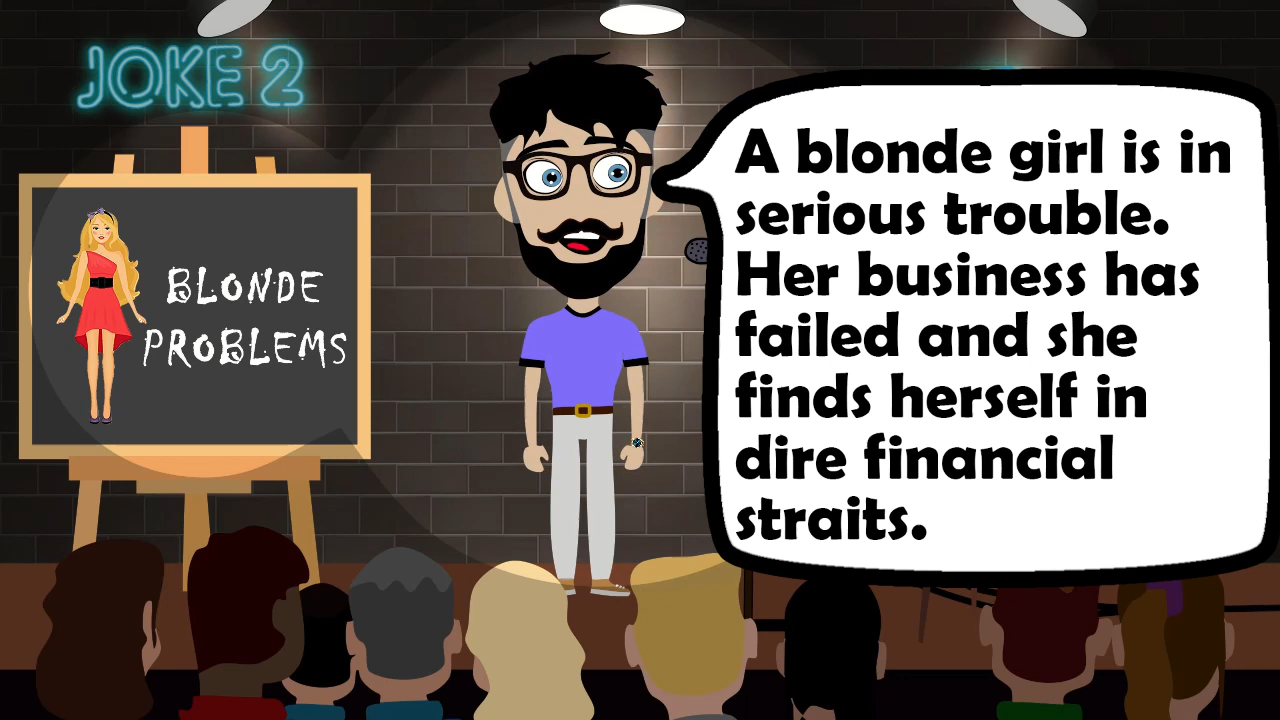 JOKE 2
BLONDE
PROBLEMS
A blonde girl is in
serious trouble.
Her business has
failed and she
finds herself in
dire financial
straits.